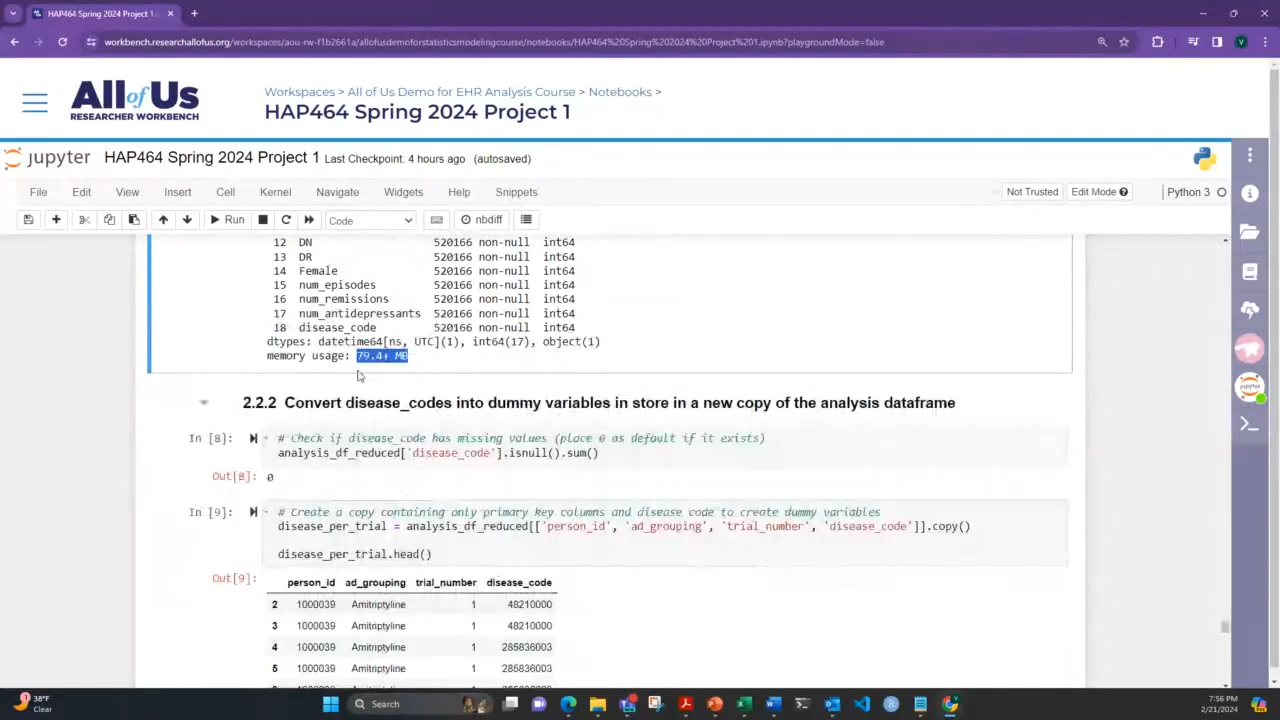 HAP464 Spring 2024 Project 1
workbench.researchallofus.org/workspaces/aou-rw-f1b2661a/allofusdemoforstatisticsmodelingcourse/notebooks/HAP464%20Spring%202024%20Project%201.ipynb?playgroundMode=false
V
All of Us
RESEARCHER WORKBENCH
Workspaces > All of Us Demo for EHR Analysis Course > Notebooks >
HAP464 Spring 2024 Project 1
jupyter HAP464 Spring 2024 Project 1 Last Checkpoint: 4 hours ago (autosaved)
File Edit View Insert Cell Kernel Navigate Widgets Help Snippets Not Trusted Edit Mode Python 3
Run Code nbdiff
12 DN 520166 non-null int64
13 DR 520166 non-null int64
14 Female 520166 non-null int64
15 num_episodes 520166 non-null int64
16 num_remissions 520166 non-null int64
17 num_antidepressants 520166 non-null int64
18 disease_code 520166 non-null int64
dtypes: datetime64[ns, UTC](1), int64(17), object(1)
memory usage: 79.4+ MB
2.2.2 Convert disease_codes into dummy variables in store in a new copy of the analysis dataframe
In [8]: # Check if disease_code has missing values (place 0 as default if it exists)
analysis_df_reduced['disease_code'].isnull().sum()
Out[8]: 0
In [9]: # Create a copy containing only primary key columns and disease code to create dummy variables
disease_per_trial = analysis_df_reduced[['person_id', 'ad_grouping', 'trial_number', 'disease_code']].copy()
disease_per_trial.head()
Out[9]:
person_id ad_grouping trial_number disease_code
2 1000039 Amitriptyline 1 48210000
3 1000039 Amitriptyline 1 48210000
4 1000039 Amitriptyline 1 285836003
5 1000039 Amitriptyline 1 285836003
38°F
Clear
Search
7:56 PM
2/21/2024